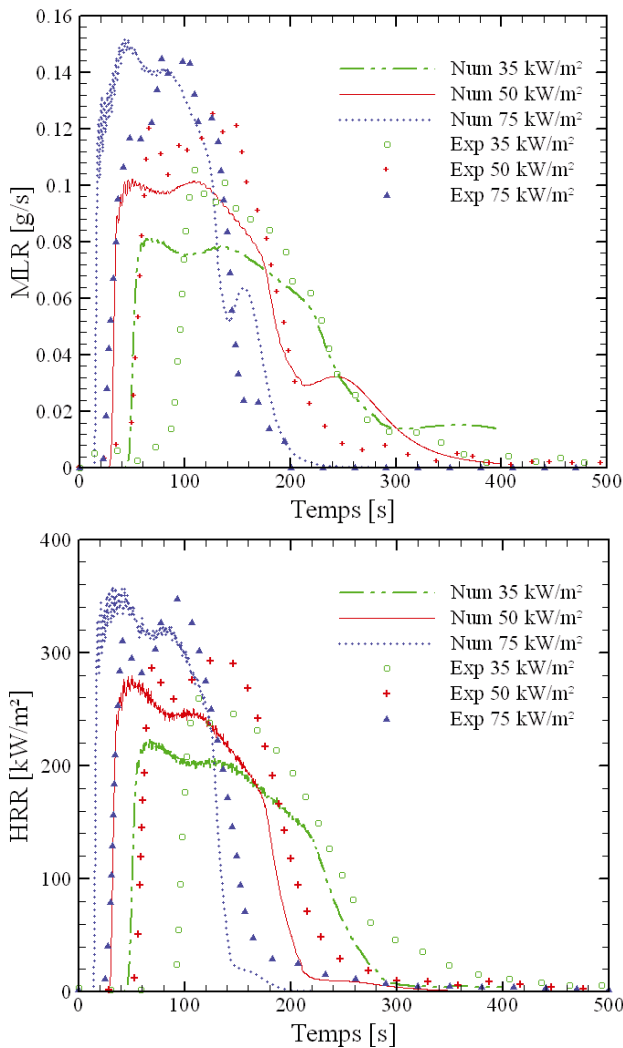 0.16
0.14
0.12
0.1
0.08
0.06
0.04
0.02
0
MLR [g/s]
Num 35 kW/m²
Num 50 kW/m²
Num 75 kW/m²
Exp 35 kW/m²
Exp 50 kW/m²
Exp 75 kW/m²
0 100 200 300 400 500
Temps [s]
400
300
200
100
0
HRR [kW/m²]
Num 35 kW/m²
Num 50 kW/m²
Num 75 kW/m²
Exp 35 kW/m²
Exp 50 kW/m²
Exp 75 kW/m²
0 100 200 300 400 500
Temps [s]